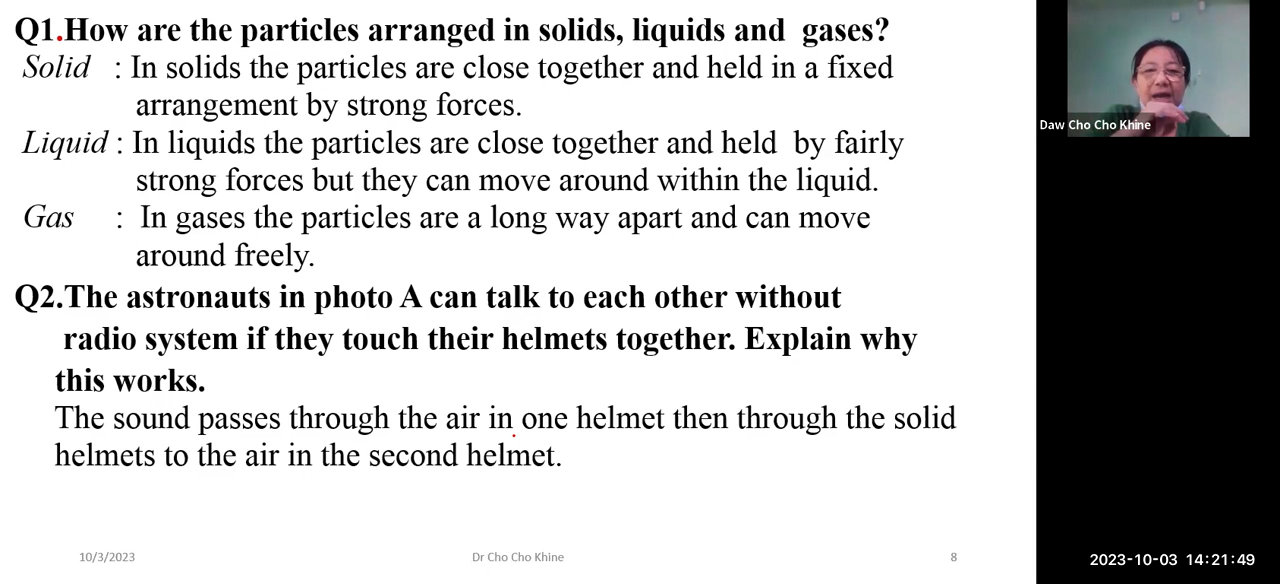 Q1.How are the particles arranged in solids, liquids and gases?
Solid : In solids the particles are close together and held in a fixed
arrangement by strong forces.
Liquid : In liquids the particles are close together and held by fairly
strong forces but they can move around within the liquid.
Gas : In gases the particles are a long way apart and can move
around freely.
Q2.The astronauts in photo A can talk to each other without
radio system if they touch their helmets together. Explain why
this works.
The sound passes through the air in one helmet then through the solid
helmets to the air in the second helmet.
10/3/2023
Dr Cho Cho Khine
8
Daw Cho Cho Khine
2023-10-03 14:21:49